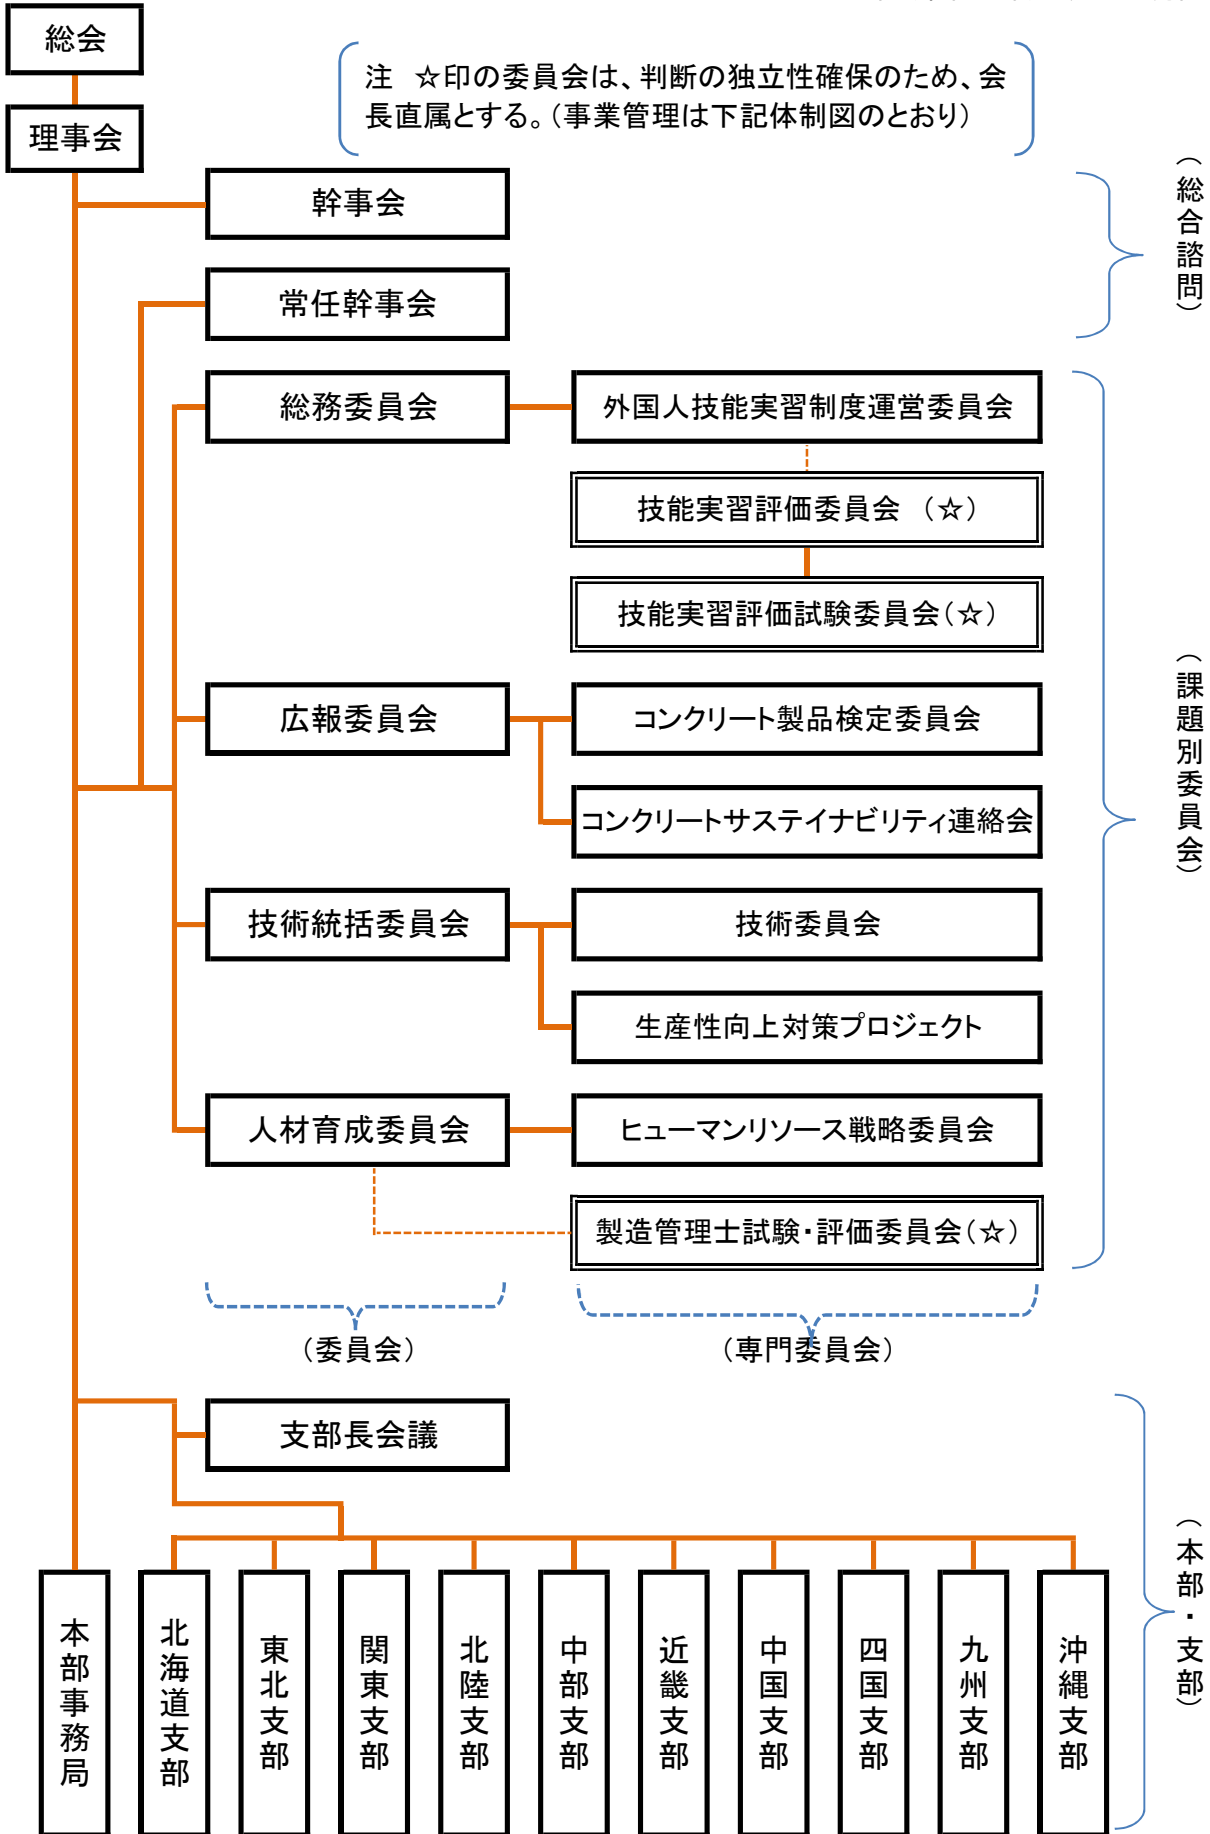 総会
注　☆印の委員会は、判断の独立性確保のため、会
長直属とする。（事業管理は下記体制図のとおり）
理事会
幹事会
常任幹事会
（総合諮問）
総務委員会
外国人技能実習制度運営委員会
技能実習評価委員会　（☆）
技能実習評価試験委員会（☆）
広報委員会
コンクリート製品検定委員会
コンクリートサステイナビリティ連絡会
技術統括委員会
技術委員会
生産性向上対策プロジェクト
人材育成委員会
ヒューマンリソース戦略委員会
製造管理士試験・評価委員会（☆）
（課題別委員会）
（委員会）
（専門委員会）
支部長会議
本部事務局
北海道支部
東北支部
関東支部
北陸支部
中部支部
近畿支部
中国支部
四国支部
九州支部
沖縄支部
（本部・支部）